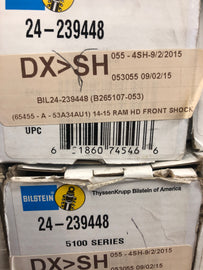 BILSTEIN
24-239448
055 - 4SH-9/2/2015
DX>SH
053055 09/02/15
BIL24-239448 (B265107-053)
(65455 - A - 53A34AU1) 14-15 RAM HD FRONT SHOCK
UPC
6 51860 74546 6
BILSTEIN
ThyssenKrupp Bilstein of America
24-239448
5100 SERIES
055 - 4SH-9/2/2015
DX>SH
053055 09/02/15